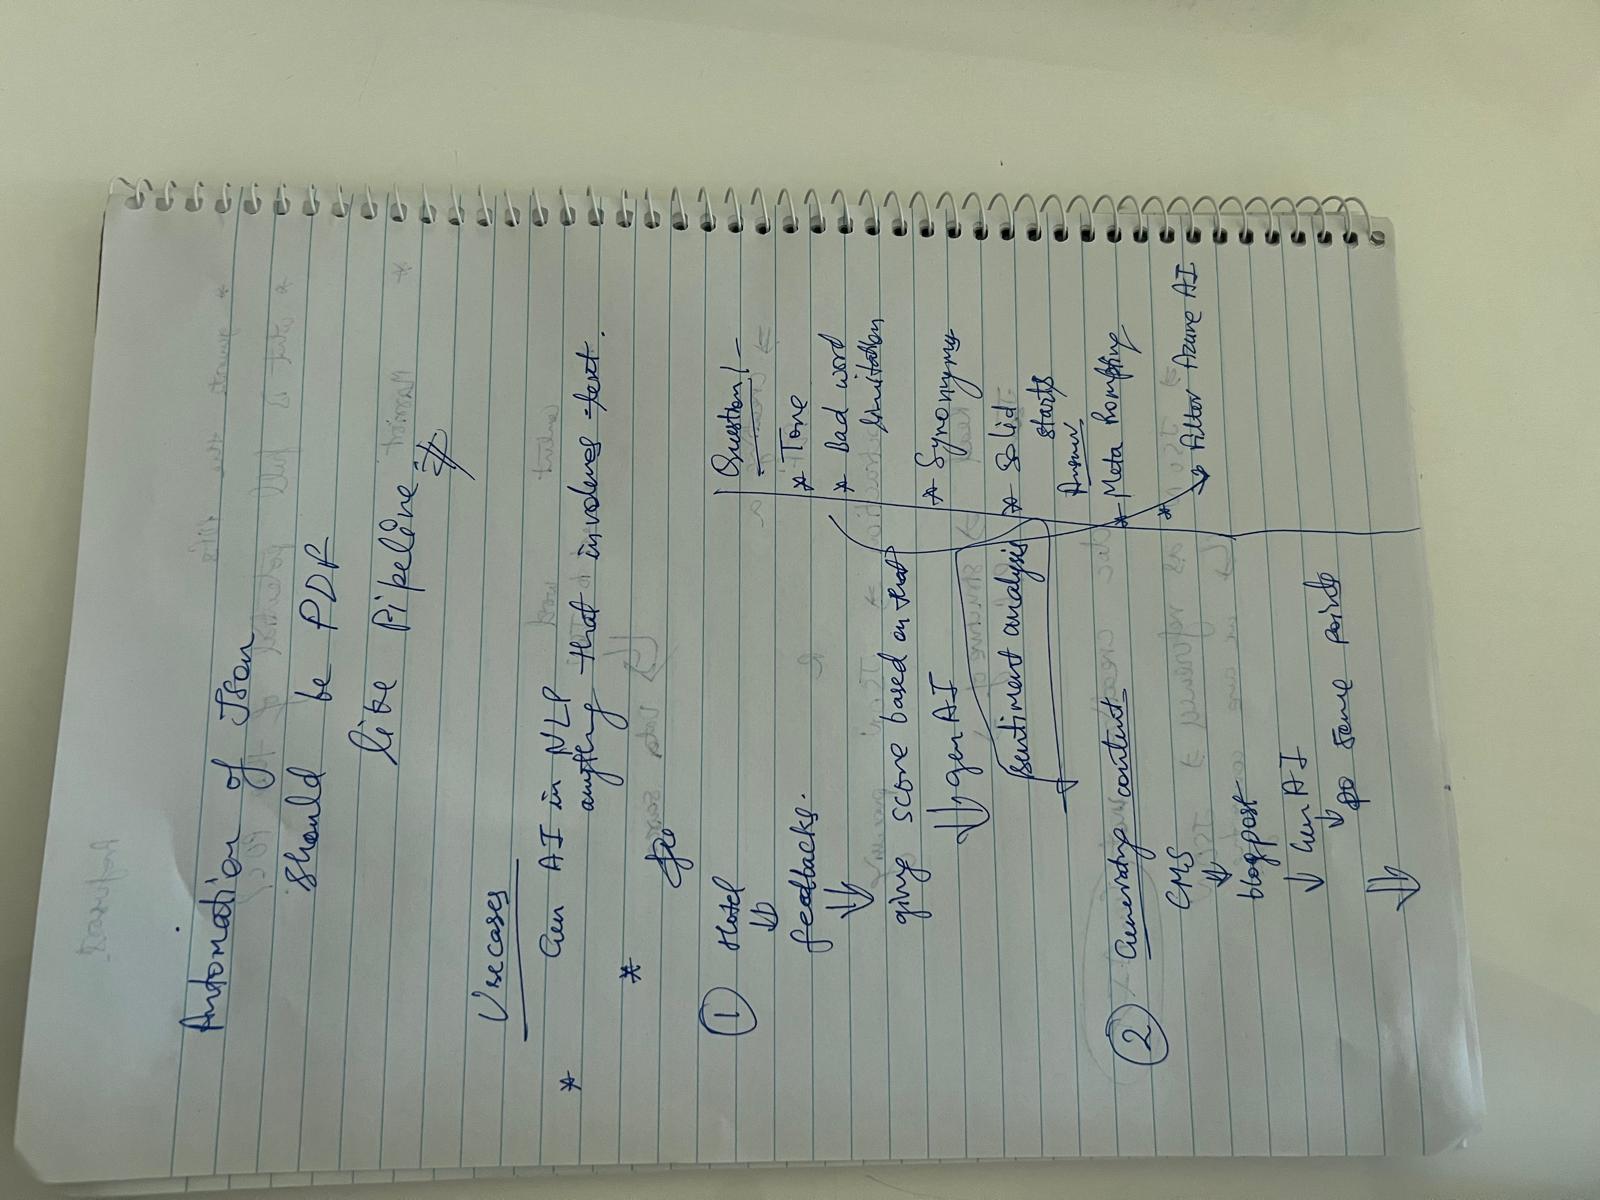 Automation of Json
should be PDF
like Pipeline
Usecases
* Gen AI in NLP
anything that involves text.
*
① Hotel
feedbacks.
giving score based on that
gen AI
Sentiment analysis
② Generating content
CMS
blogpost
Gen AI
some points
Question! –
* Tone
* Bad word
limitation
* Synonyms
* Solid
starts
Answer
* Meta Prompting
* Filter Azure AI